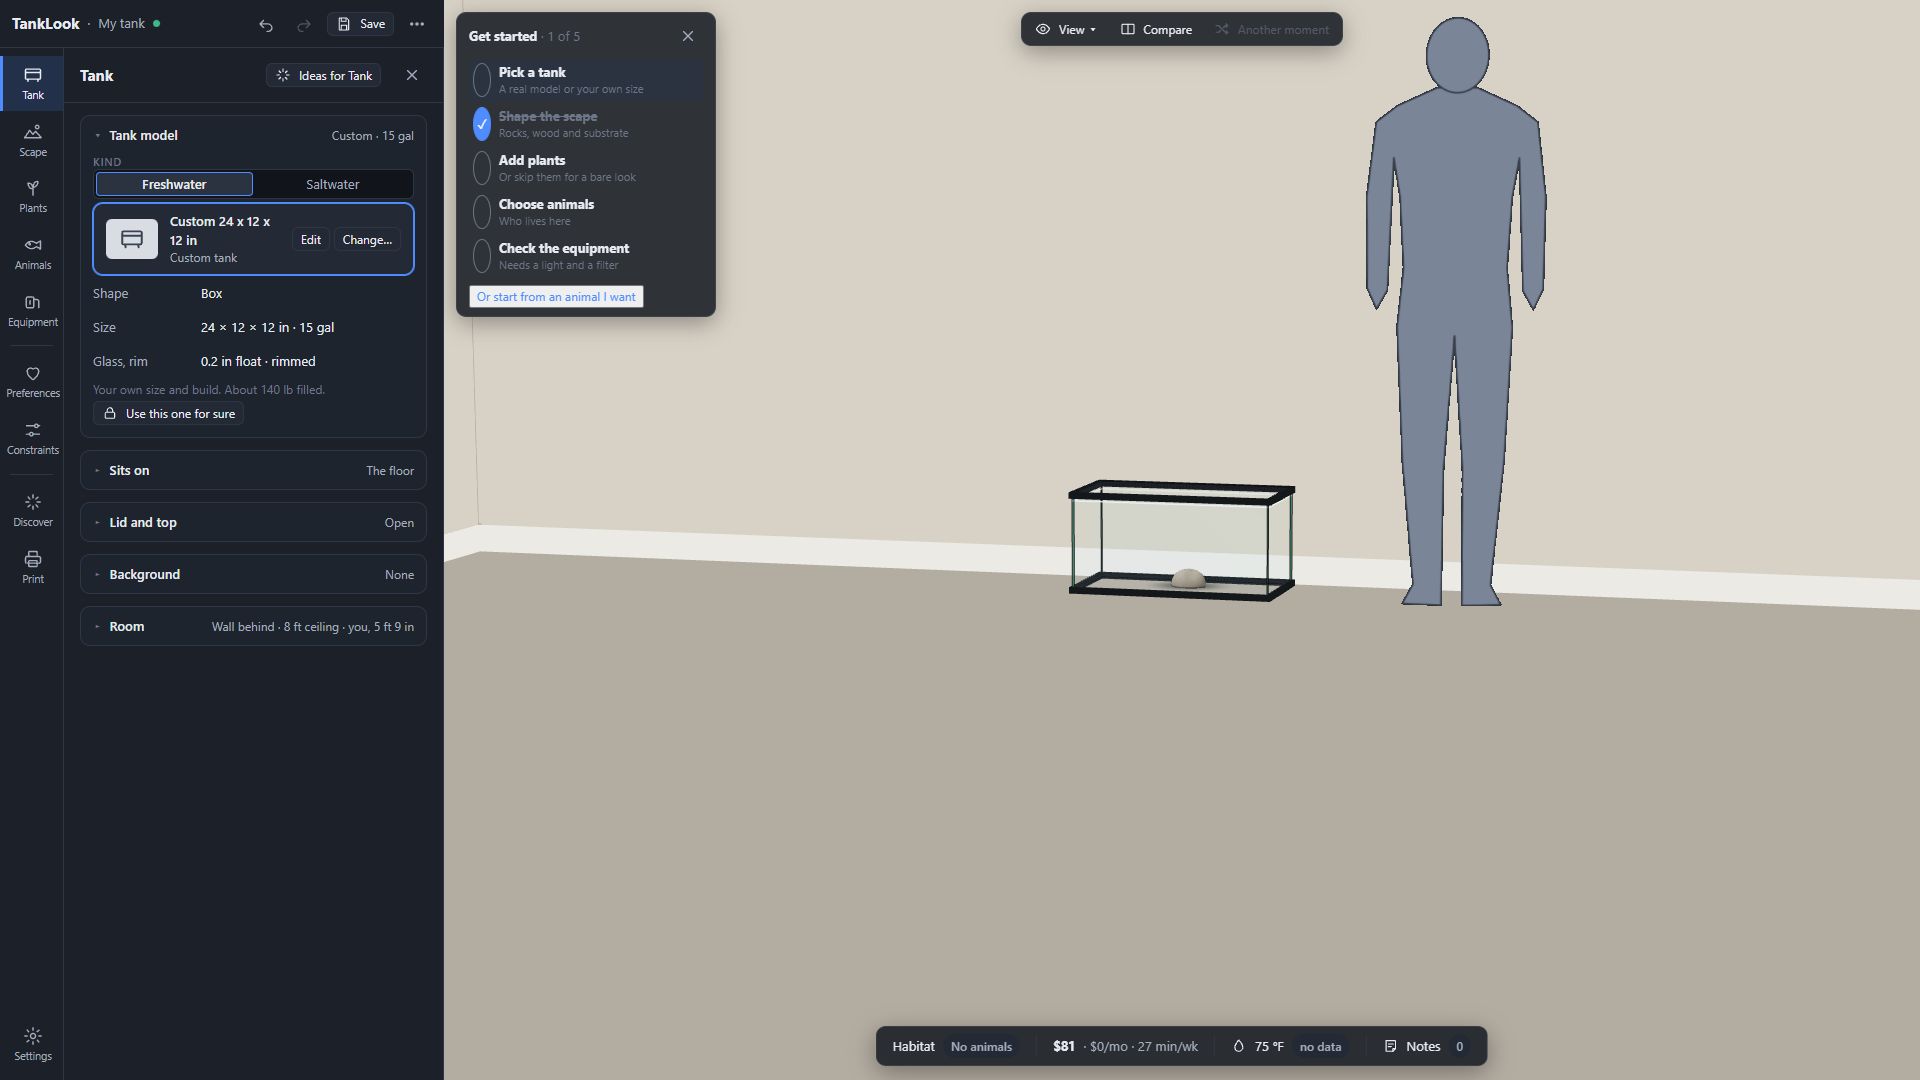 TankLook · My tank
Save
Tank
Scape
Plants
Animals
Equipment
Preferences
Constraints
Discover
Print
Settings
Tank
Ideas for Tank
Tank model
Custom · 15 gal
KIND
Freshwater
Saltwater
Custom 24 x 12 x
12 in
Custom tank
Edit
Change...
Shape
Box
Size
24 × 12 × 12 in · 15 gal
Glass, rim
0.2 in float · rimmed
Your own size and build. About 140 lb filled.
Use this one for sure
Sits on
The floor
Lid and top
Open
Background
None
Room
Wall behind · 8 ft ceiling · you, 5 ft 9 in
Get started · 1 of 5
Pick a tank
A real model or your own size
Shape the scape
Rocks, wood and substrate
Add plants
Or skip them for a bare look
Choose animals
Who lives here
Check the equipment
Needs a light and a filter
Or start from an animal I want
View
Compare
Another moment
Habitat
No animals
$81 · $0/mo · 27 min/wk
75 °F
no data
Notes
0